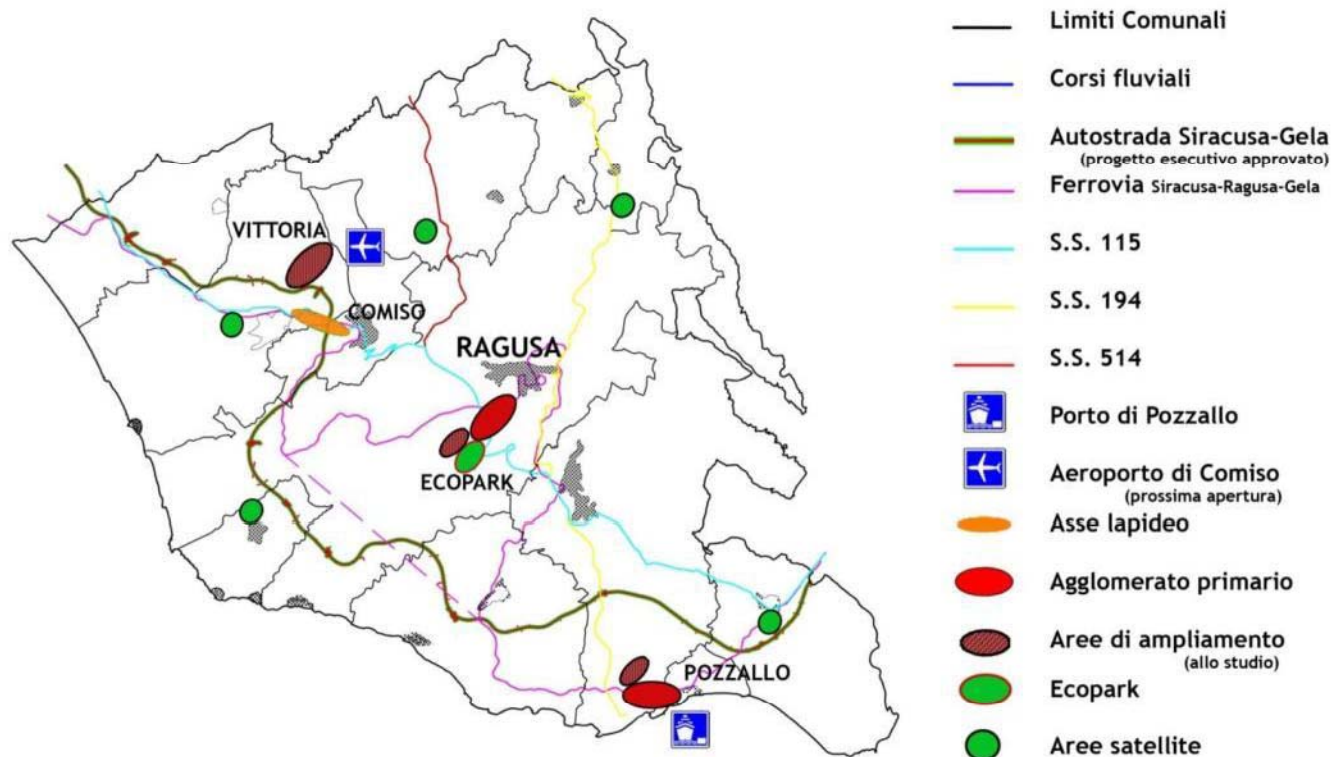 VITTORIA
COMISO
RAGUSA
ECOPARK
POZZALLO
Limiti Comunali
Corsi fluviali
Autostrada Siracusa-Gela
(progetto esecutivo approvato)
Ferrovia Siracusa-Ragusa-Gela
S.S. 115
S.S. 194
S.S. 514
Porto di Pozzallo
Aeroporto di Comiso
(prossima apertura)
Asse lapideo
Agglomerato primario
Aree di ampliamento
(allo studio)
Ecopark
Aree satellite